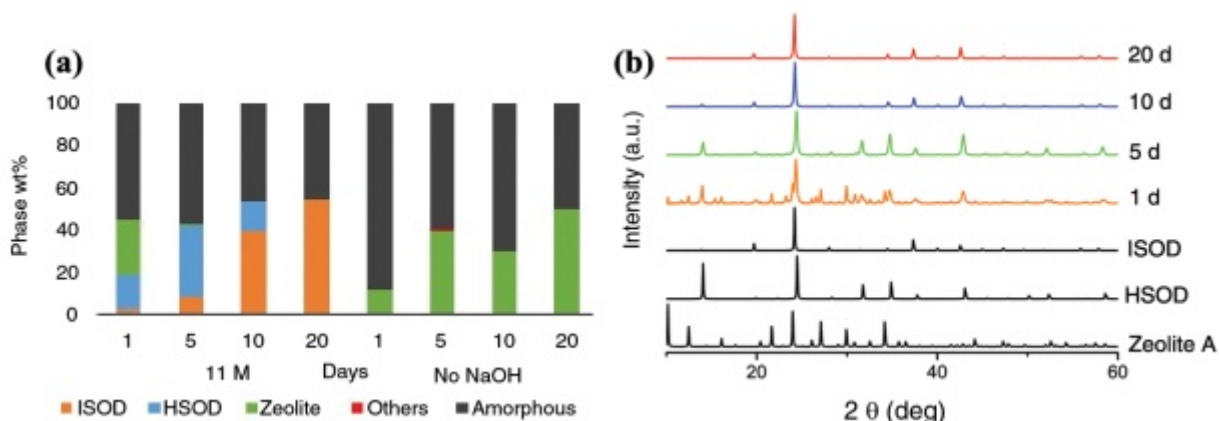 (a)
Phase wt%
100
80
60
40
20
0
1 5 10 20 1 5 10 20
11 M Days No NaOH
ISOD HSOD Zeolite Others Amorphous
(b)
Intensity (a.u.)
20 d
10 d
5 d
1 d
ISOD
HSOD
Zeolite A
20 40 60
2 θ (deg)